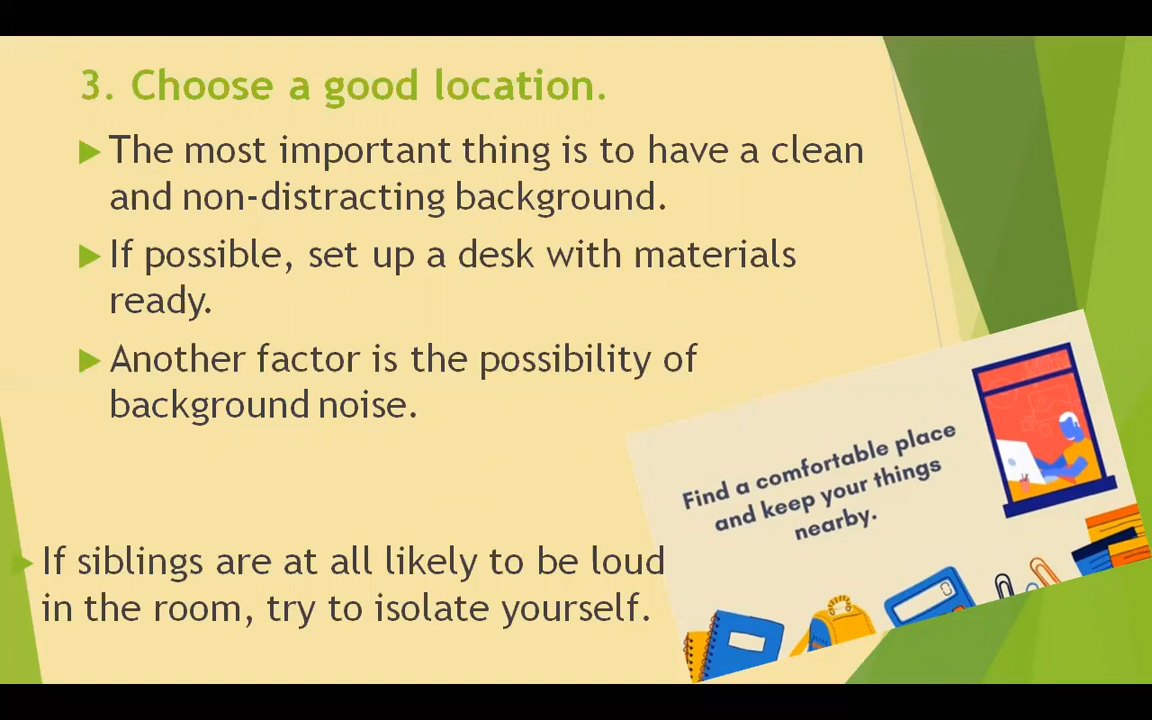 3. Choose a good location.
The most important thing is to have a clean
and non-distracting background.
If possible, set up a desk with materials
ready.
Another factor is the possibility of
background noise.
Find a comfortable place
and keep your things
nearby.
If siblings are at all likely to be loud
in the room, try to isolate yourself.